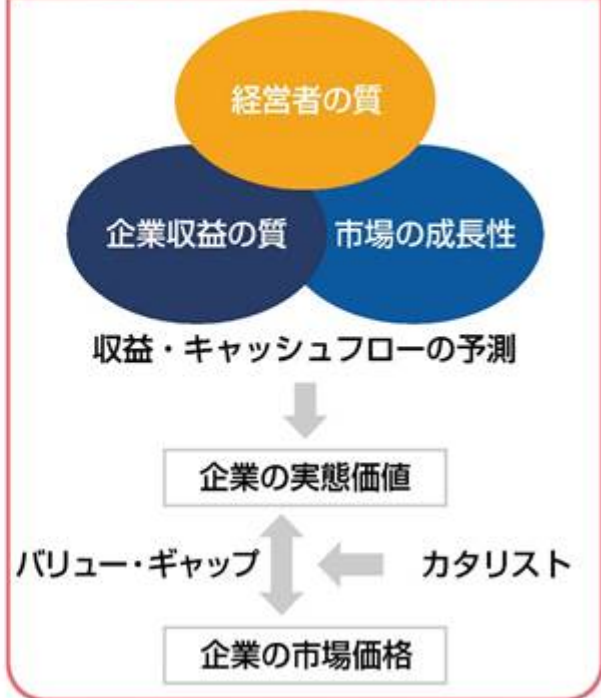 経営者の質
企業収益の質
市場の成長性
収益・キャッシュフローの予測
企業の実態価値
バリュー・ギャップ
カタリスト
企業の市場価格